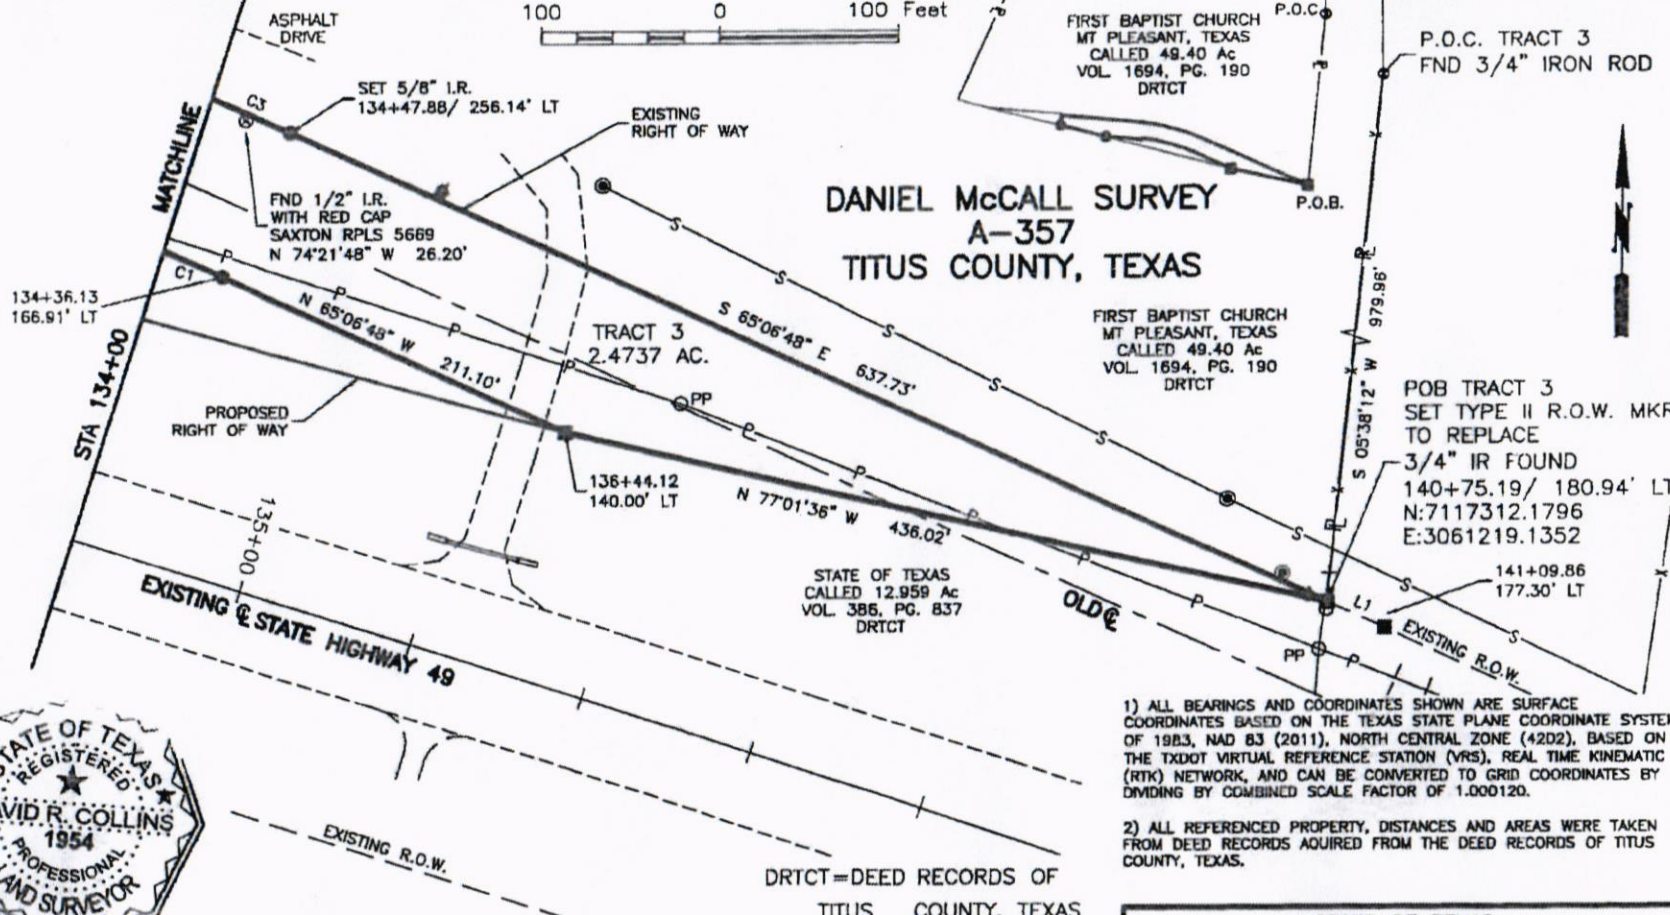 ASPHALT
DRIVE
100 0 100 Feet
FIRST BAPTIST CHURCH
MT PLEASANT, TEXAS
CALLED 49.40 Ac
VOL. 1694, PG. 190
DRTCT
P.O.C.
P.O.C. TRACT 3
FND 3/4" IRON ROD
C3
SET 5/8" I.R.
134+47.88/ 256.14' LT
EXISTING
RIGHT OF WAY
MATCHLINE
FND 1/2" I.R.
WITH RED CAP
SAXTON RPLS 5669
N 74°21'48" W 26.20'
DANIEL McCALL SURVEY
A-357
TITUS COUNTY, TEXAS
P.O.B.
N
C1
134+36.13
166.91' LT
N 65°06'48" W 211.10'
TRACT 3
2.4737 AC.
S 65°06'48" E 637.73'
FIRST BAPTIST CHURCH
MT PLEASANT, TEXAS
CALLED 49.40 Ac
VOL. 1694, PG. 190
DRTCT
S 05°38'12" W 979.96'
POB TRACT 3
SET TYPE II R.O.W. MKR
TO REPLACE
3/4" IR FOUND
140+75.19/ 180.94' LT
N:7117312.1796
E:3061219.1352
STA 134+00
PROPOSED
RIGHT OF WAY
PP
136+44.12
140.00' LT
N 77°01'36" W 436.02'
135+00
STATE OF TEXAS
CALLED 12.959 Ac
VOL. 386, PG. 837
DRTCT
OLD ℄
L1
141+09.86
177.30' LT
EXISTING R.O.W.
PP
EXISTING ℄ STATE HIGHWAY 49
1) ALL BEARINGS AND COORDINATES SHOWN ARE SURFACE
COORDINATES BASED ON THE TEXAS STATE PLANE COORDINATE SYSTEM
OF 1983, NAD 83 (2011), NORTH CENTRAL ZONE (4202), BASED ON
THE TXDOT VIRTUAL REFERENCE STATION (VRS), REAL TIME KINEMATIC
(RTK) NETWORK, AND CAN BE CONVERTED TO GRID COORDINATES BY
DIVIDING BY COMBINED SCALE FACTOR OF 1.000120.
2) ALL REFERENCED PROPERTY, DISTANCES AND AREAS WERE TAKEN
FROM DEED RECORDS AQUIRED FROM THE DEED RECORDS OF TITUS
COUNTY, TEXAS.
STATE OF TEXAS
REGISTERED
DAVID R. COLLINS
1954
PROFESSIONAL
LAND SURVEYOR
EXISTING R.O.W.
DRTCT=DEED RECORDS OF
TITUS COUNTY, TEXAS